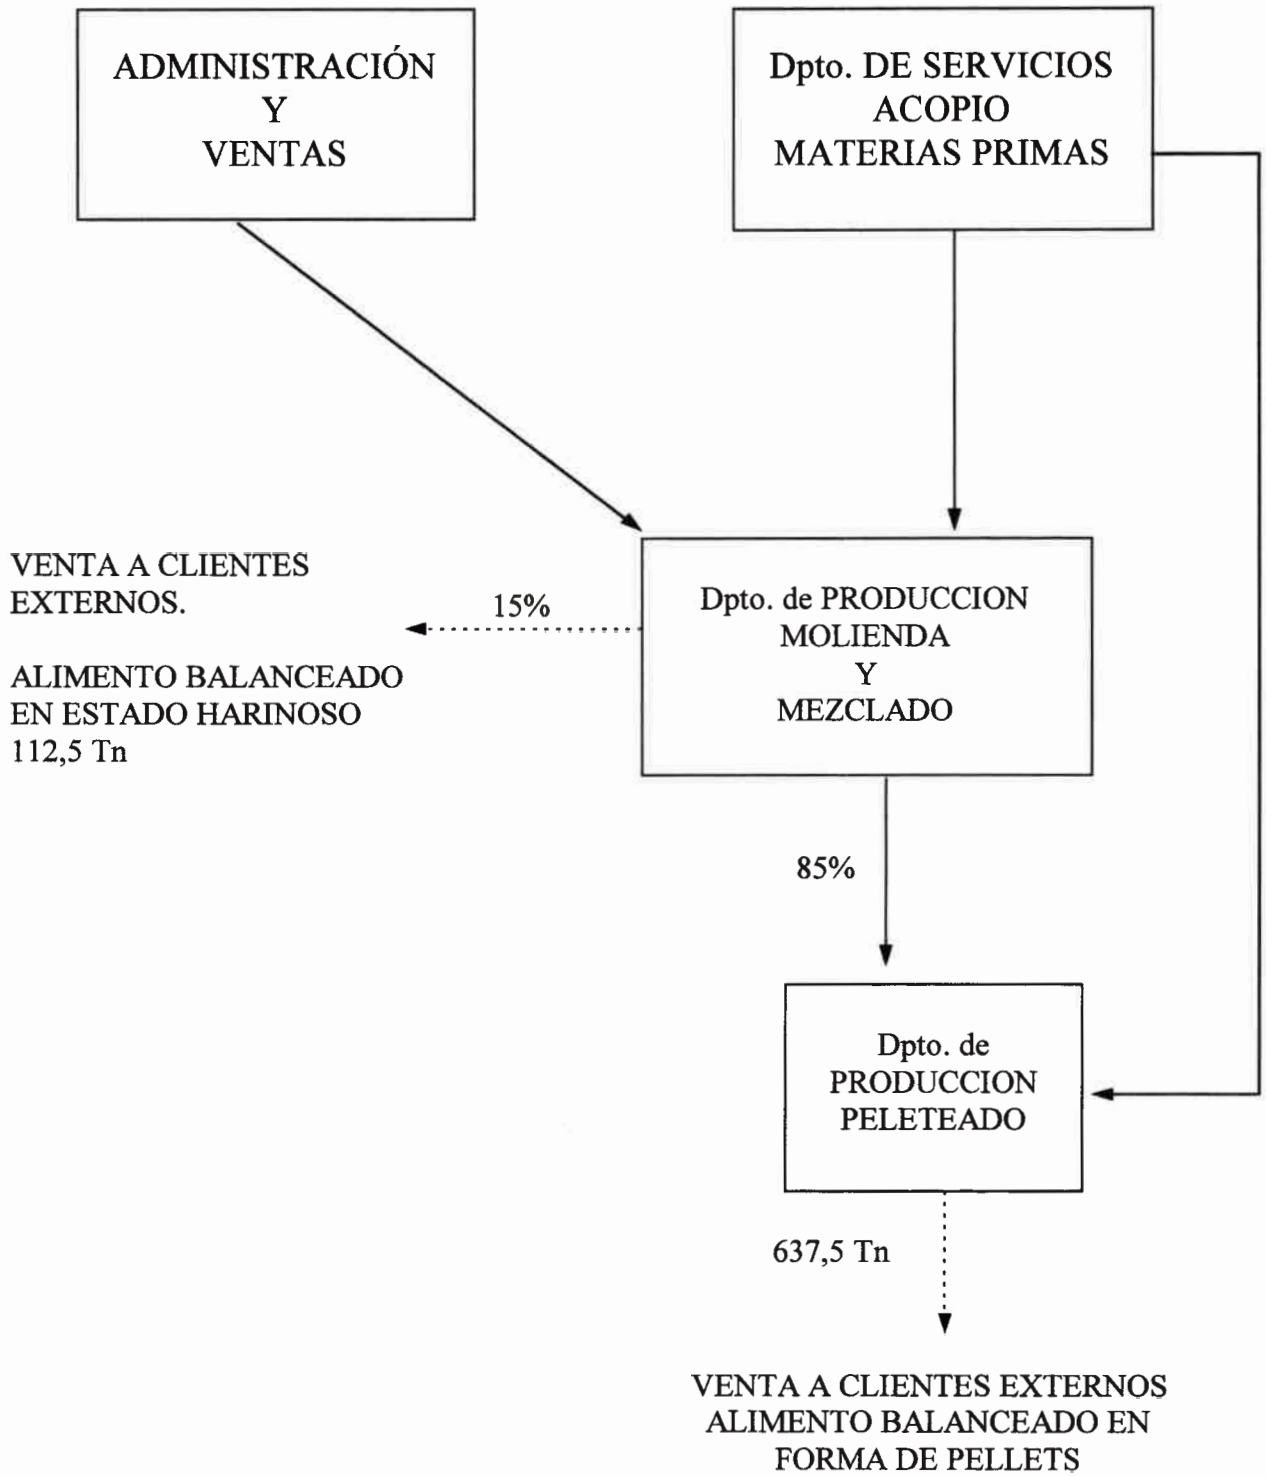 ADMINISTRACIÓN
Y
VENTAS
Dpto. DE SERVICIOS
ACOPIO
MATERIAS PRIMAS
VENTA A CLIENTES
EXTERNOS.
15%
ALIMENTO BALANCEADO
EN ESTADO HARINOSO
112,5 Tn
Dpto. de PRODUCCION
MOLIENDA
Y
MEZCLADO
85%
Dpto. de
PRODUCCION
PELETEADO
637,5 Tn
VENTA A CLIENTES EXTERNOS
ALIMENTO BALANCEADO EN
FORMA DE PELLETS